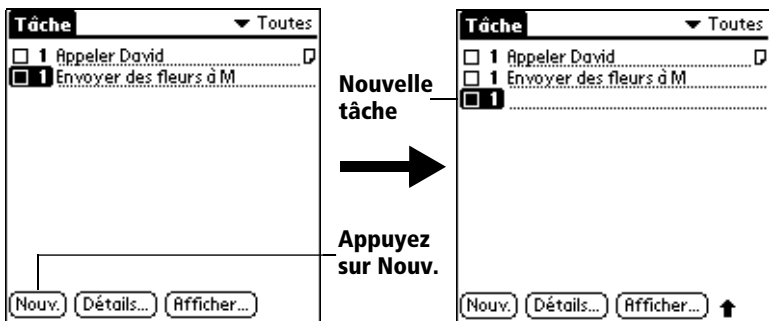 Tâche
Toutes
1 Appeler David
1 Envoyer des fleurs à M
Nouvelle
tâche
Appuyez
sur Nouv.
Nouv. Détails... Afficher...
Tâche
Toutes
1 Appeler David
1 Envoyer des fleurs à M
1
Nouv. Détails... Afficher...